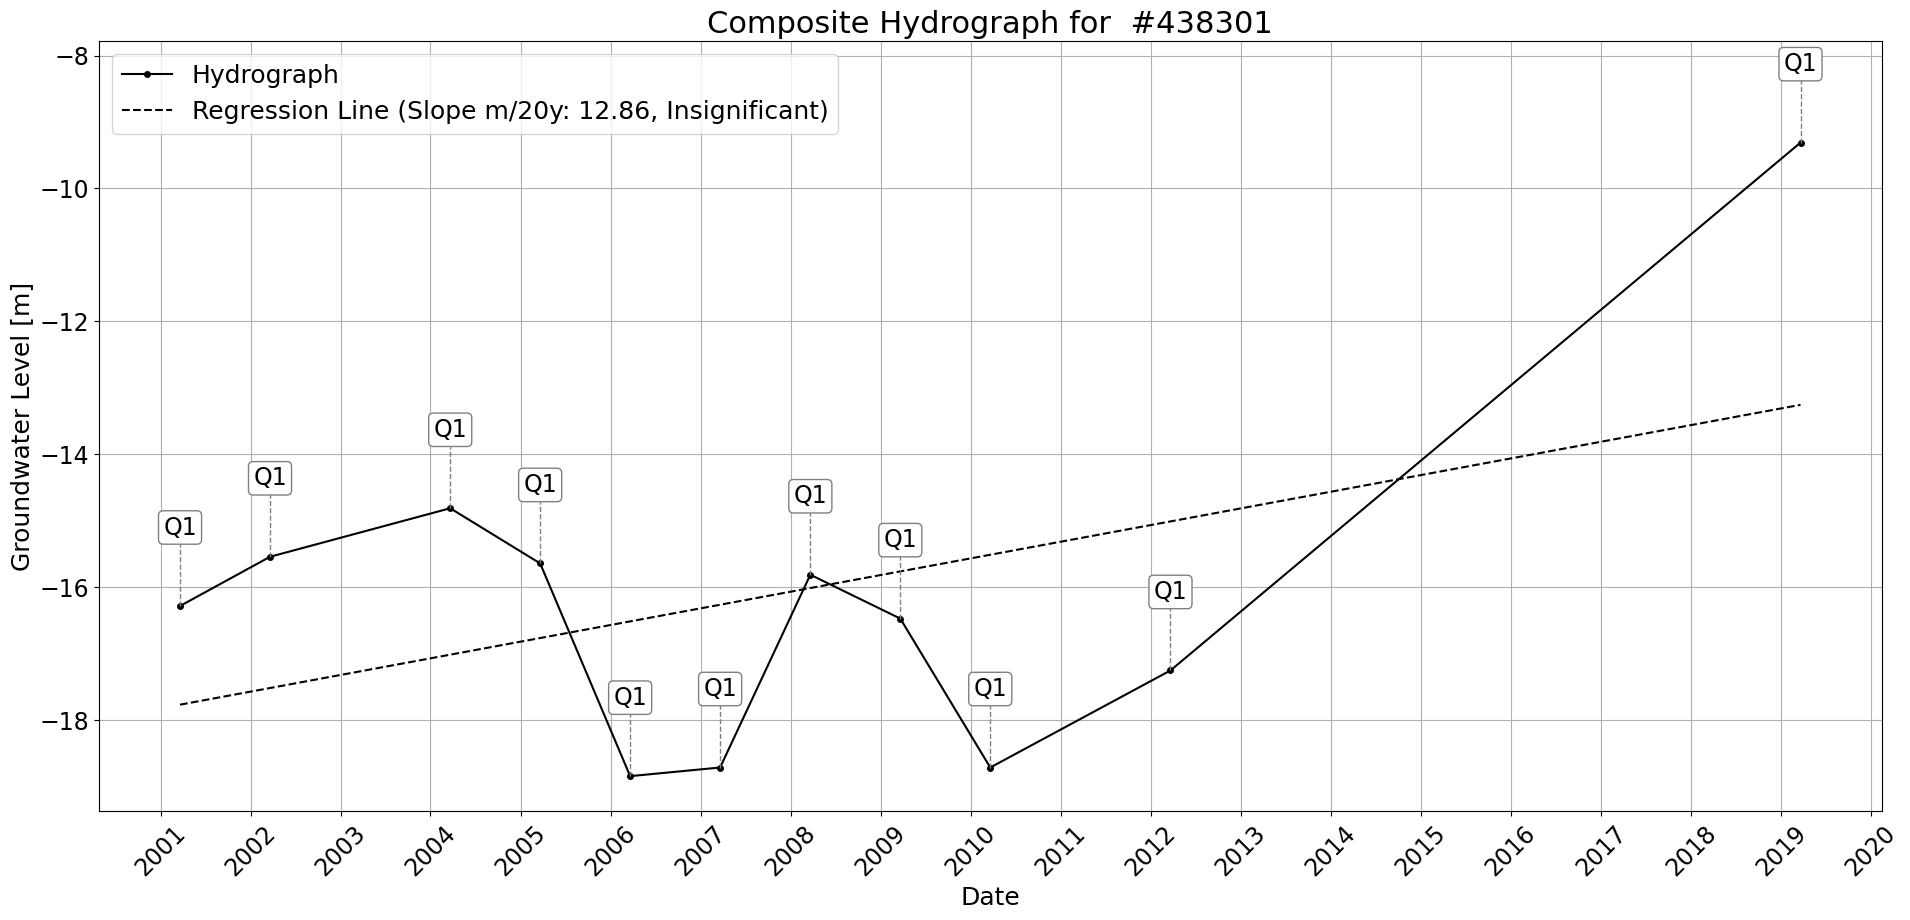 Composite Hydrograph for  #438301
Hydrograph
Regression Line (Slope m/20y: 12.86, Insignificant)
Groundwater Level [m]
−8
−10
−12
−14
−16
−18
Q1
Q1
Q1
Q1
Q1
Q1
Q1
Q1
Q1
Q1
Q1
2001
2002
2003
2004
2005
2006
2007
2008
2009
2010
2011
2012
2013
2014
2015
2016
2017
2018
2019
2020
Date